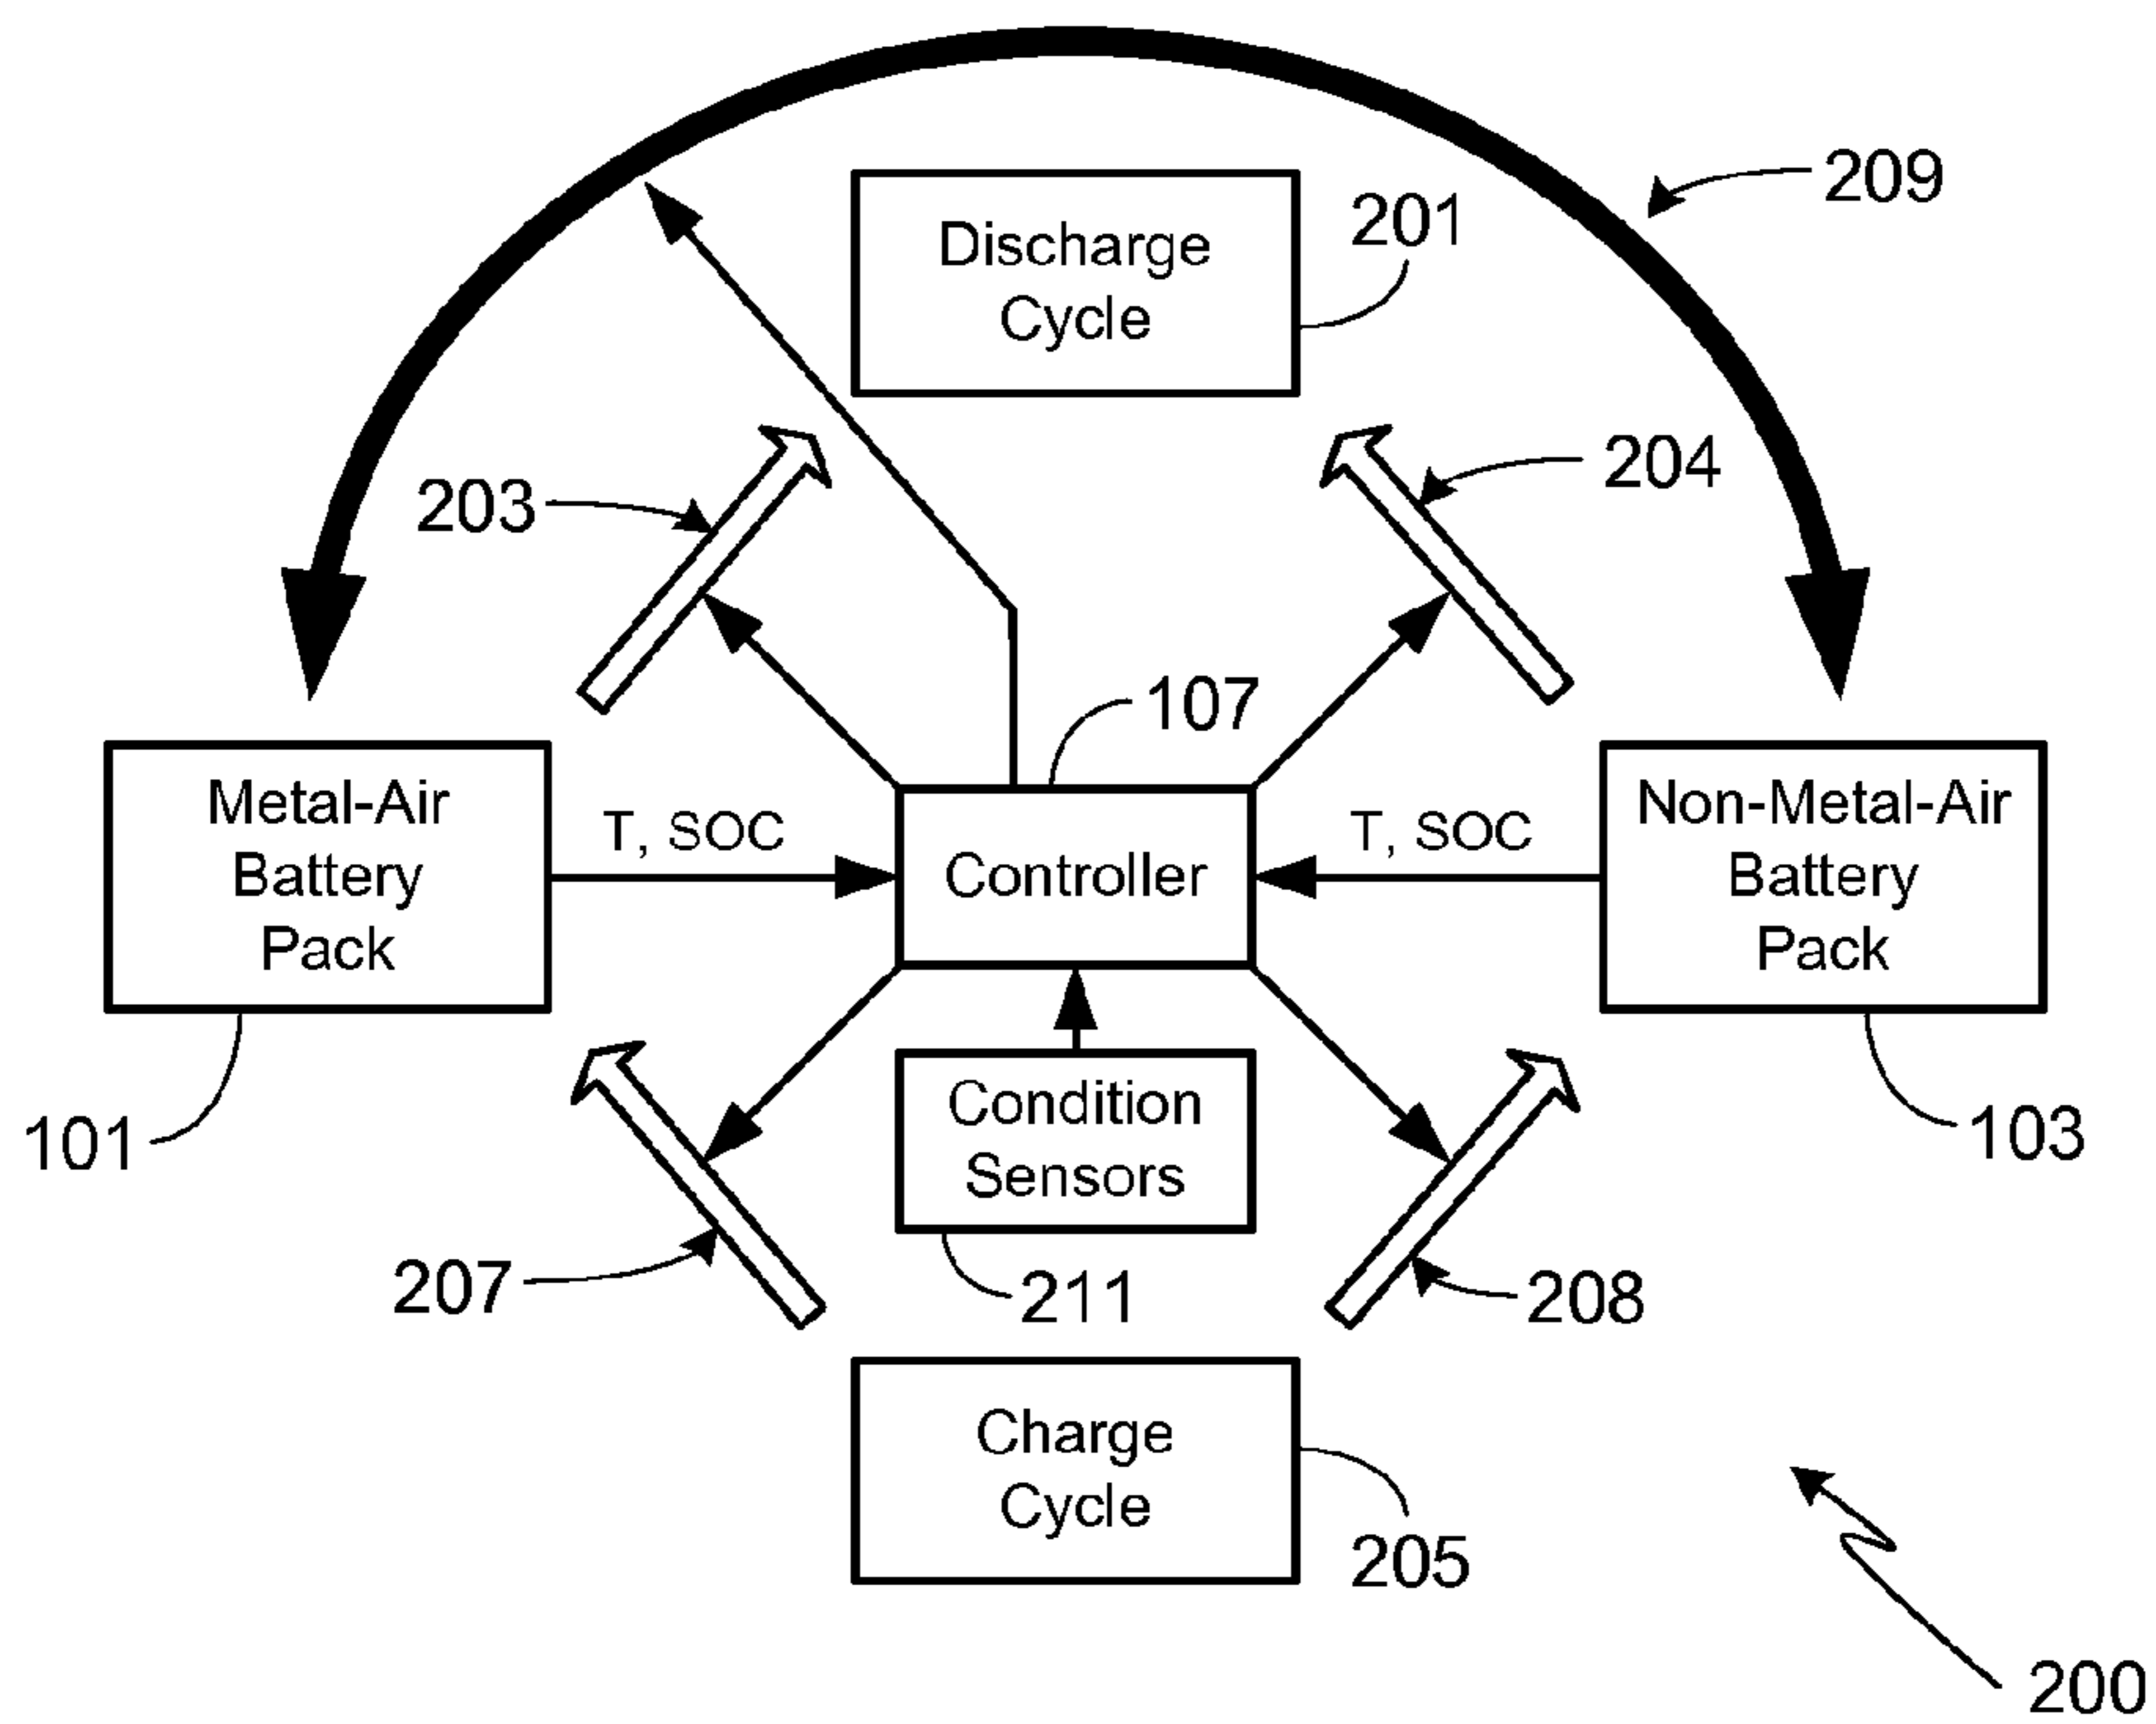 209
Discharge
Cycle
201
203
204
107
Metal-Air
Battery
Pack
T, SOC
Controller
T, SOC
Non-Metal-Air
Battery
Pack
101
Condition
Sensors
103
207
211
208
Charge
Cycle
205
200